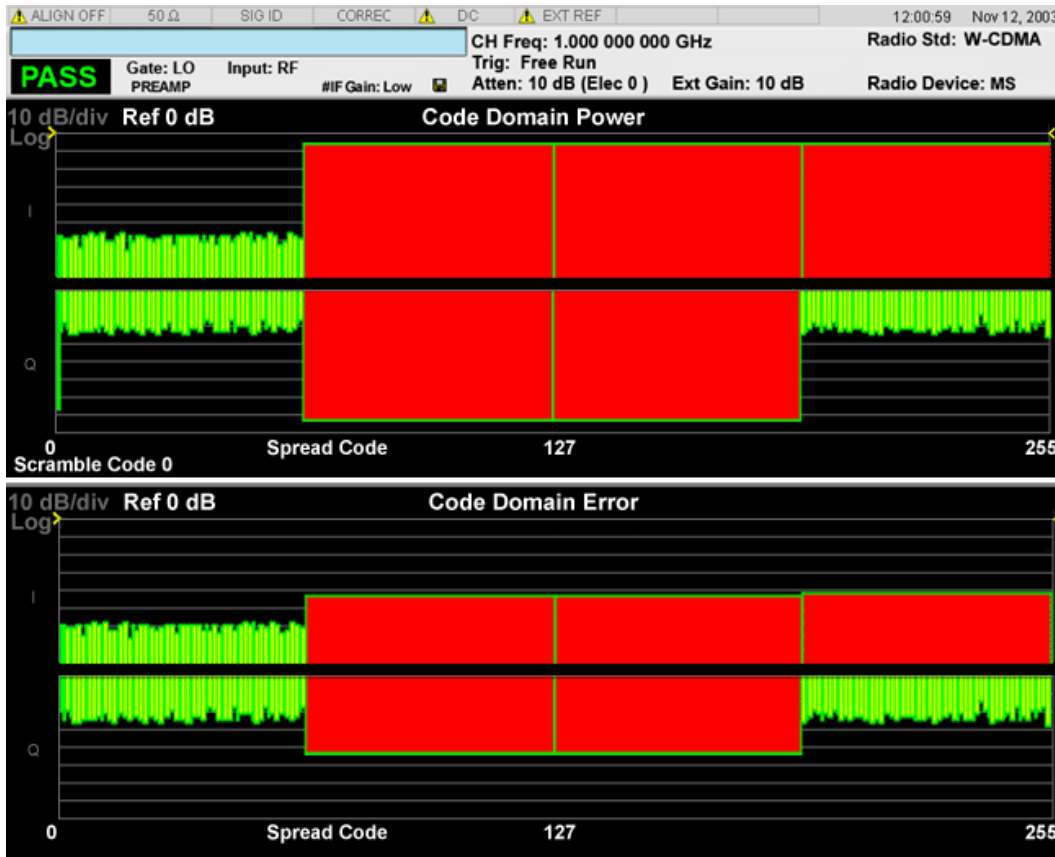 ALIGN OFF 50 Ω SIG ID CORREC DC EXT REF 12:00:59 Nov 12, 2003
CH Freq: 1.000 000 000 GHz Radio Std: W-CDMA
PASS Gate: LO Input: RF Trig: Free Run
PREAMP #IF Gain: Low Atten: 10 dB (Elec 0 ) Ext Gain: 10 dB Radio Device: MS
10 dB/div Ref 0 dB Code Domain Power
Log
I
Q
0 Spread Code 127 255
Scramble Code 0
10 dB/div Ref 0 dB Code Domain Error
Log
I
Q
0 Spread Code 127 255